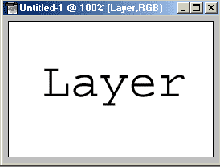 Untitled-1 @ 100% (Layer,RGB)
Layer